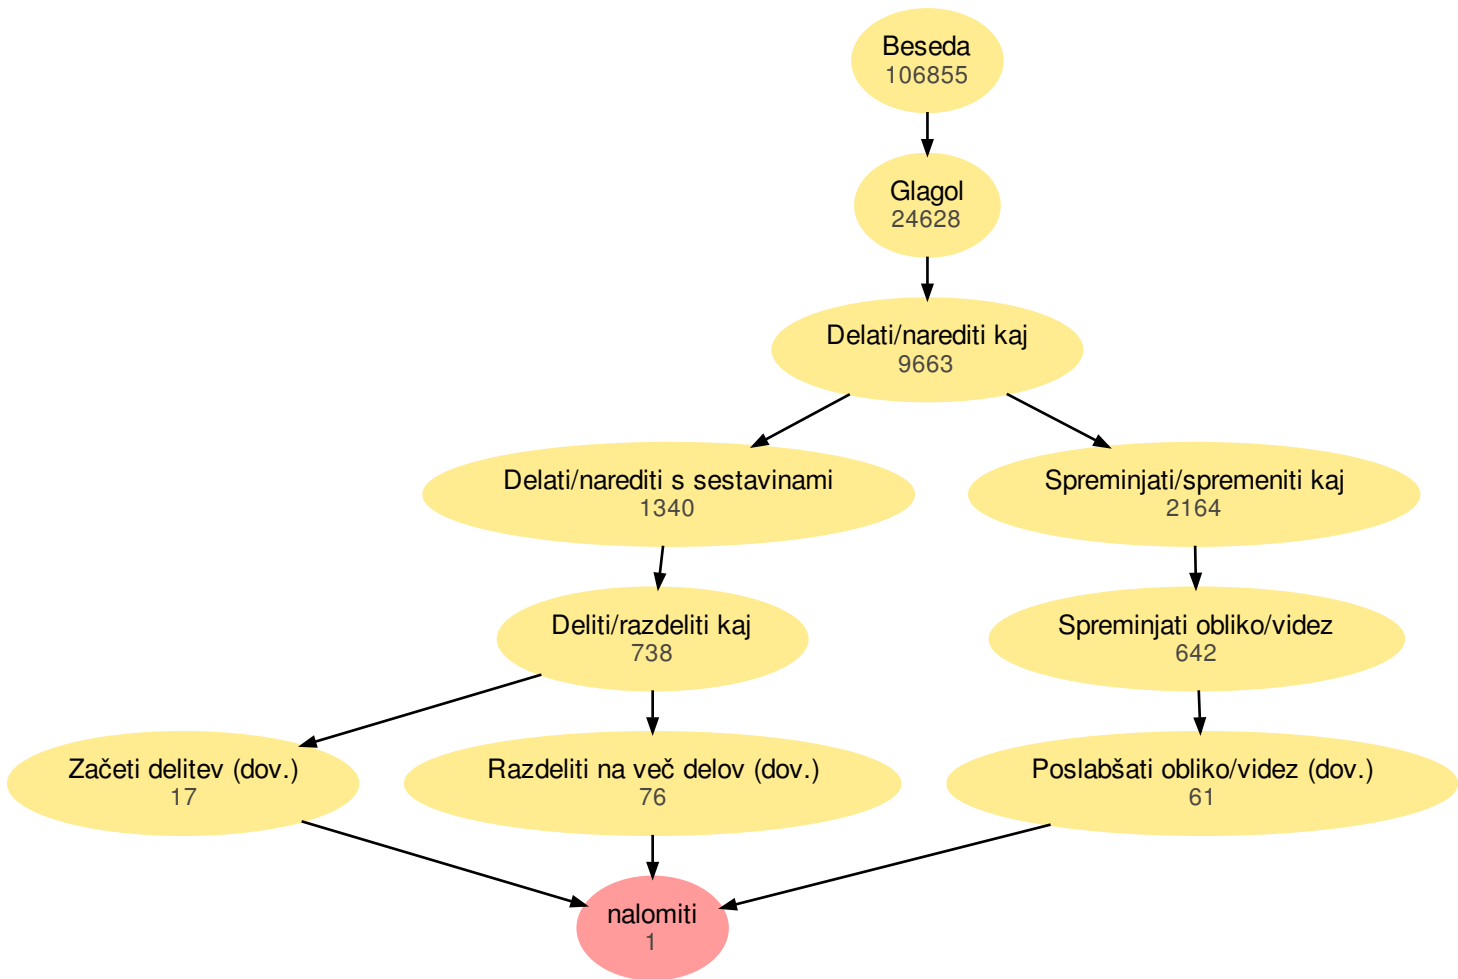 Beseda
106855
Glagol
24628
Delati/narediti kaj
9663
Delati/narediti s sestavinami
1340
Spreminjati/spremeniti kaj
2164
Deliti/razdeliti kaj
738
Spreminjati obliko/videz
642
Začeti delitev (dov.)
17
Razdeliti na več delov (dov.)
76
Poslabšati obliko/videz (dov.)
61
nalomiti
1